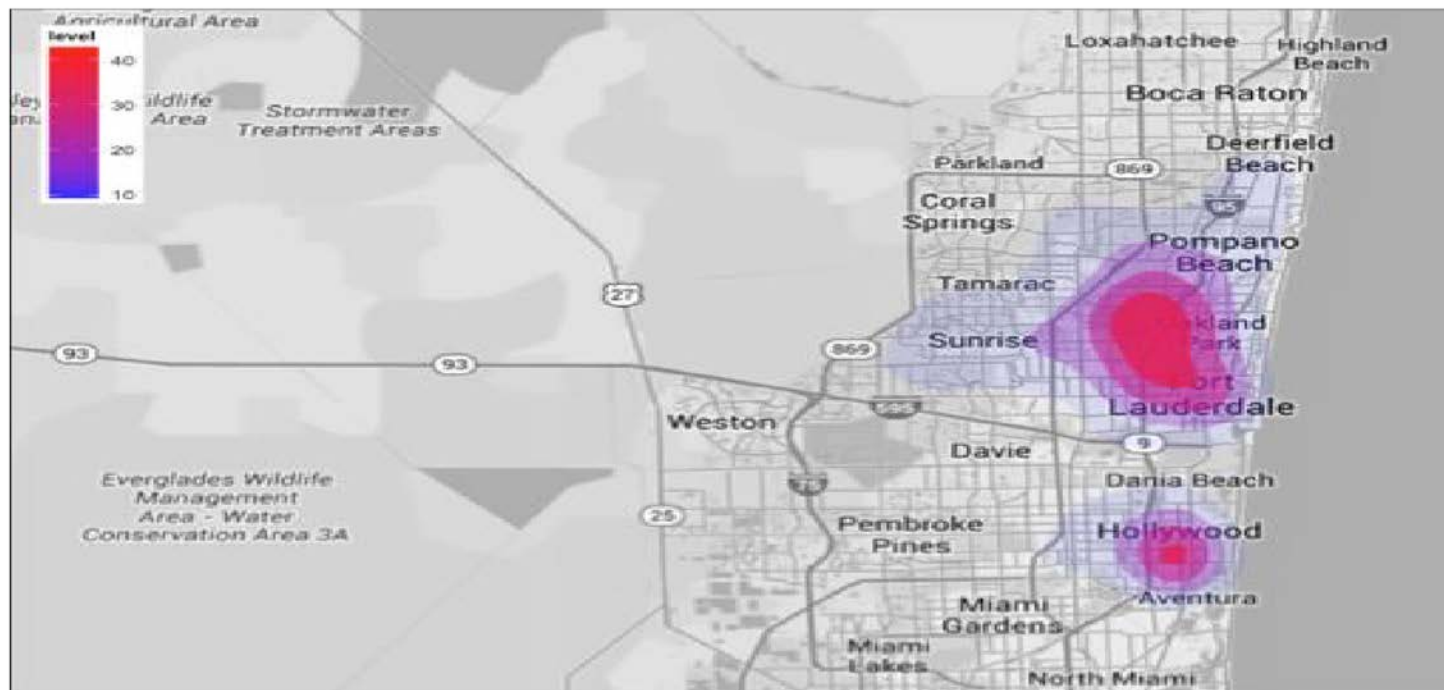 Agricultural Area
level
40
30
20
10
Wildlife
Area
Stormwater
Treatment Areas
Loxahatchee
Highland
Beach
Boca Raton
Deerfield
Beach
Parkland
869
Coral
Springs
95
Pompano
Beach
Tamarac
27
Sunrise
869
93
93
Fort
Lauderdale
595
Weston
9
Davie
Dania Beach
Everglades Wildlife
Management
Area - Water
Conservation Area 3A
75
25
Pembroke
Pines
Hollywood
Aventura
Miami
Gardens
Miami
Lakes
North Miami